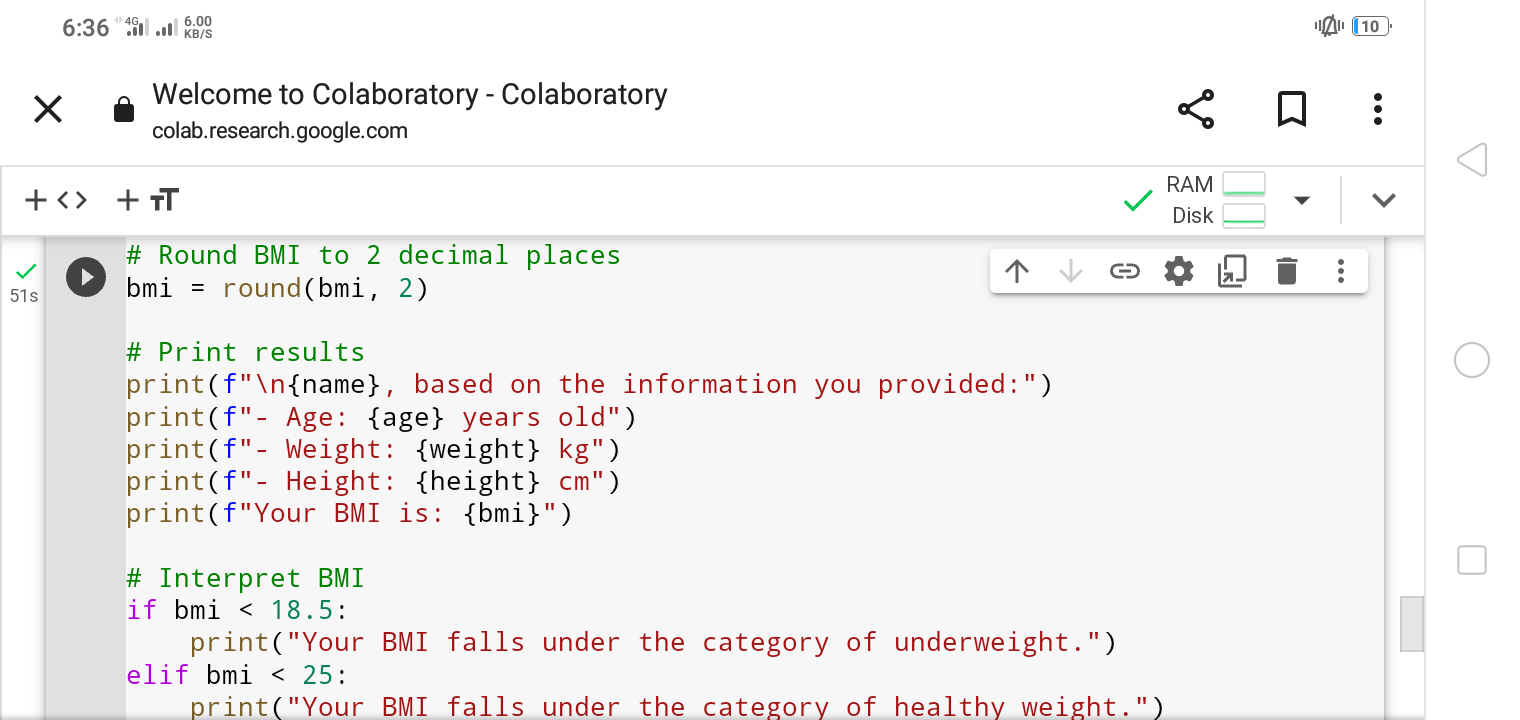 6:36 4G 6.00 KB/S 10
Welcome to Colaboratory - Colaboratory
colab.research.google.com
RAM
Disk
51s
# Round BMI to 2 decimal places
bmi = round(bmi, 2)
# Print results
print(f"\n{name}, based on the information you provided:")
print(f"- Age: {age} years old")
print(f"- Weight: {weight} kg")
print(f"- Height: {height} cm")
print(f"Your BMI is: {bmi}")
# Interpret BMI
if bmi < 18.5:
    print("Your BMI falls under the category of underweight.")
elif bmi < 25:
    print("Your BMI falls under the category of healthy weight.")